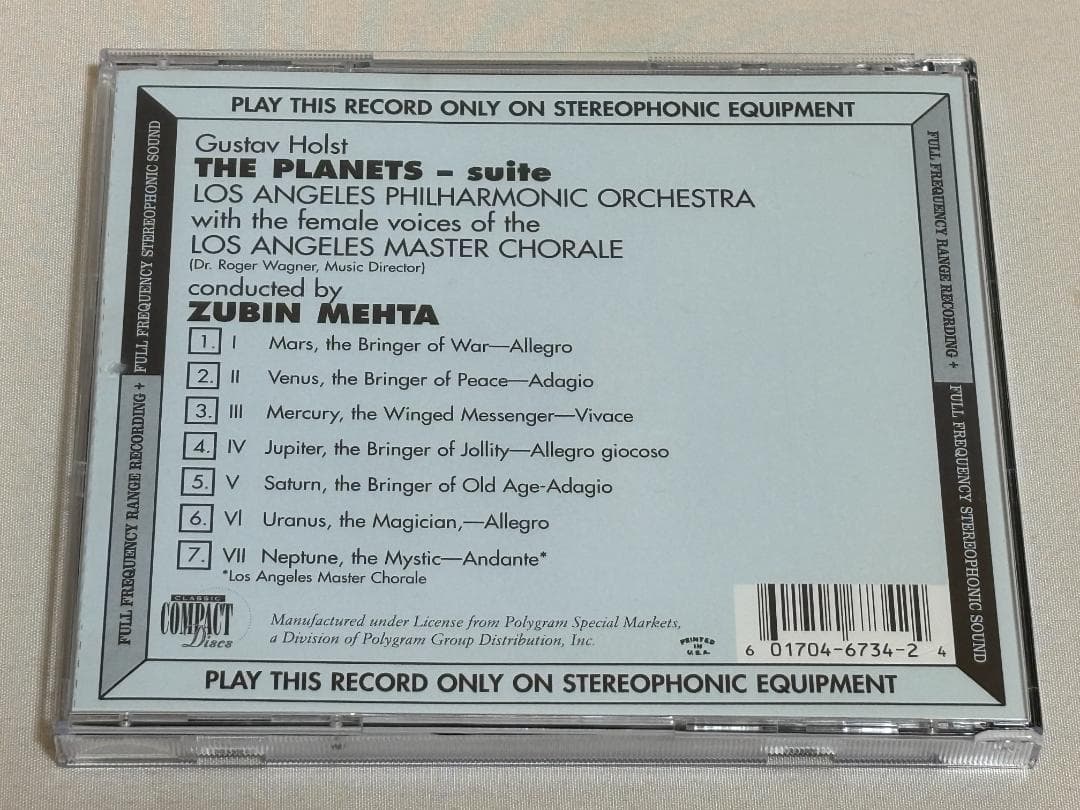 PLAY THIS RECORD ONLY ON STEREOPHONIC EQUIPMENT
Gustav Holst
THE PLANETS – suite
LOS ANGELES PHILHARMONIC ORCHESTRA
with the female voices of the
LOS ANGELES MASTER CHORALE
(Dr. Roger Wagner, Music Director)
conducted by
ZUBIN MEHTA
1. I Mars, the Bringer of War—Allegro
2. II Venus, the Bringer of Peace—Adagio
3. III Mercury, the Winged Messenger—Vivace
4. IV Jupiter, the Bringer of Jollity—Allegro giocoso
5. V Saturn, the Bringer of Old Age-Adagio
6. VI Uranus, the Magician,—Allegro
7. VII Neptune, the Mystic—Andante*
*Los Angeles Master Chorale
CLASSIC
COMPACT
Discs
Manufactured under License from Polygram Special Markets,
a Division of Polygram Group Distribution, Inc.
PRINTED
IN
U.S.A.
6 01704-6734-2 4
PLAY THIS RECORD ONLY ON STEREOPHONIC EQUIPMENT
FULL FREQUENCY RANGE RECORDING + FULL FREQUENCY STEREOPHONIC SOUND
FULL FREQUENCY RANGE RECORDING + FULL FREQUENCY STEREOPHONIC SOUND